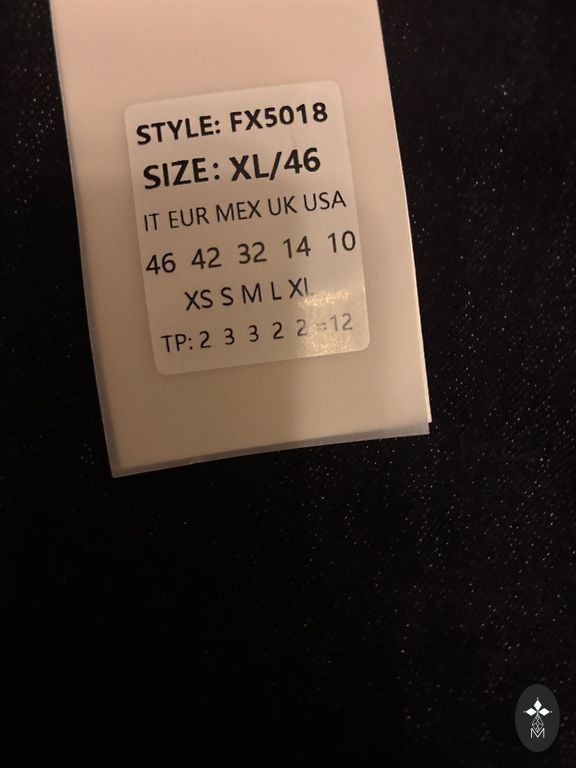 STYLE: FX5018
SIZE: XL/46
IT EUR MEX UK USA
46 42 32 14 10
XS S M L XL
TP: 2 3 3 2 2 =12
M